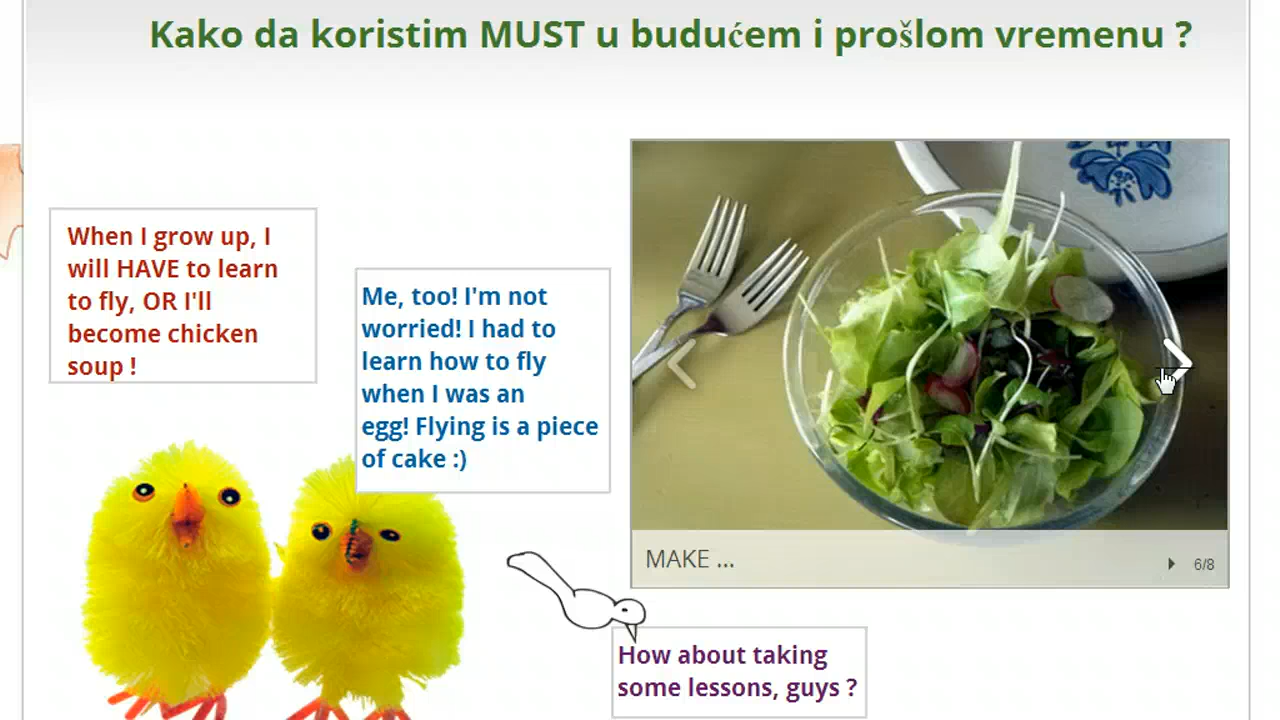 Kako da koristim MUST u budućem i prošlom vremenu ?
When I grow up, I
will HAVE to learn
to fly, OR I'll
become chicken
soup !
Me, too! I'm not
worried! I had to
learn how to fly
when I was an
egg! Flying is a piece
of cake :)
MAKE ...
6/8
How about taking
some lessons, guys ?